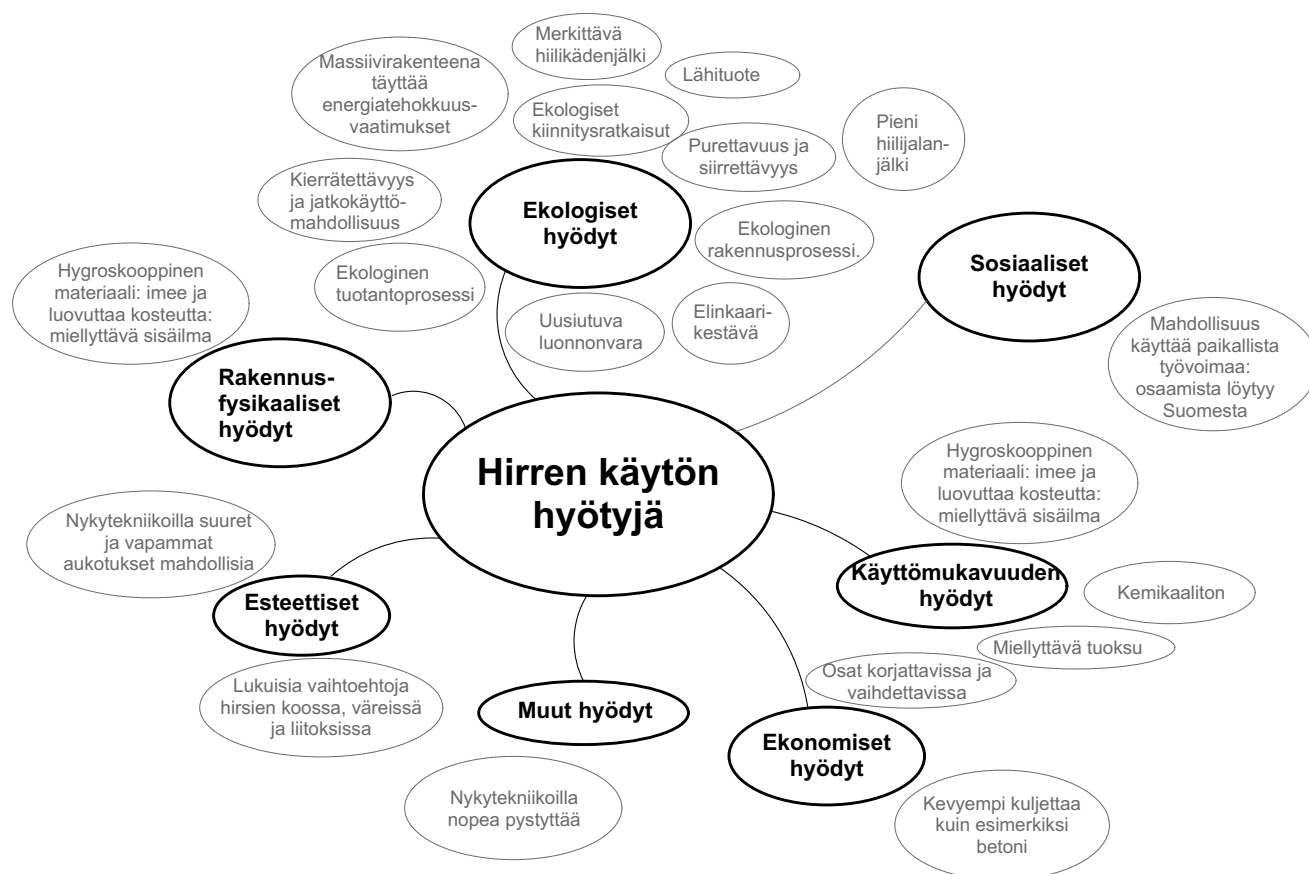 Merkittävä
hiilikädenjälki
Massiivirakenteena
täyttää
energiatehokkuus-
vaatimukset
Lähituote
Ekologiset
kiinnitysratkaisut
Pieni
hiilijalan-
jälki
Purettavuus ja
siirrettävyys
Kierrätettävyys
ja jatkokäyttö-
mahdollisuus
Ekologiset
hyödyt
Ekologinen
rakennusprosessi.
Ekologinen
tuotantoprosessi
Uusiutuva
luonnonvara
Elinkaari-
kestävä
Sosiaaliset
hyödyt
Mahdollisuus
käyttää paikallista
työvoimaa:
osaamista löytyy
Suomesta
Hygroskooppinen
materiaali: imee ja
luovuttaa kosteutta:
miellyttävä sisäilma
Rakennus-
fysikaaliset
hyödyt
Hirren käytön
hyötyjä
Hygroskooppinen
materiaali: imee ja
luovuttaa kosteutta:
miellyttävä sisäilma
Käyttömukavuuden
hyödyt
Kemikaaliton
Miellyttävä tuoksu
Nykytekniikoilla suuret
ja vapammat
aukotukset mahdollisia
Esteettiset
hyödyt
Lukuisia vaihtoehtoja
hirsien koossa, väreissä
ja liitoksissa
Muut hyödyt
Nykytekniikoilla
nopea pystyttää
Osat korjattavissa ja
vaihdettavissa
Ekonomiset
hyödyt
Kevyempi kuljettaa
kuin esimerkiksi
betoni